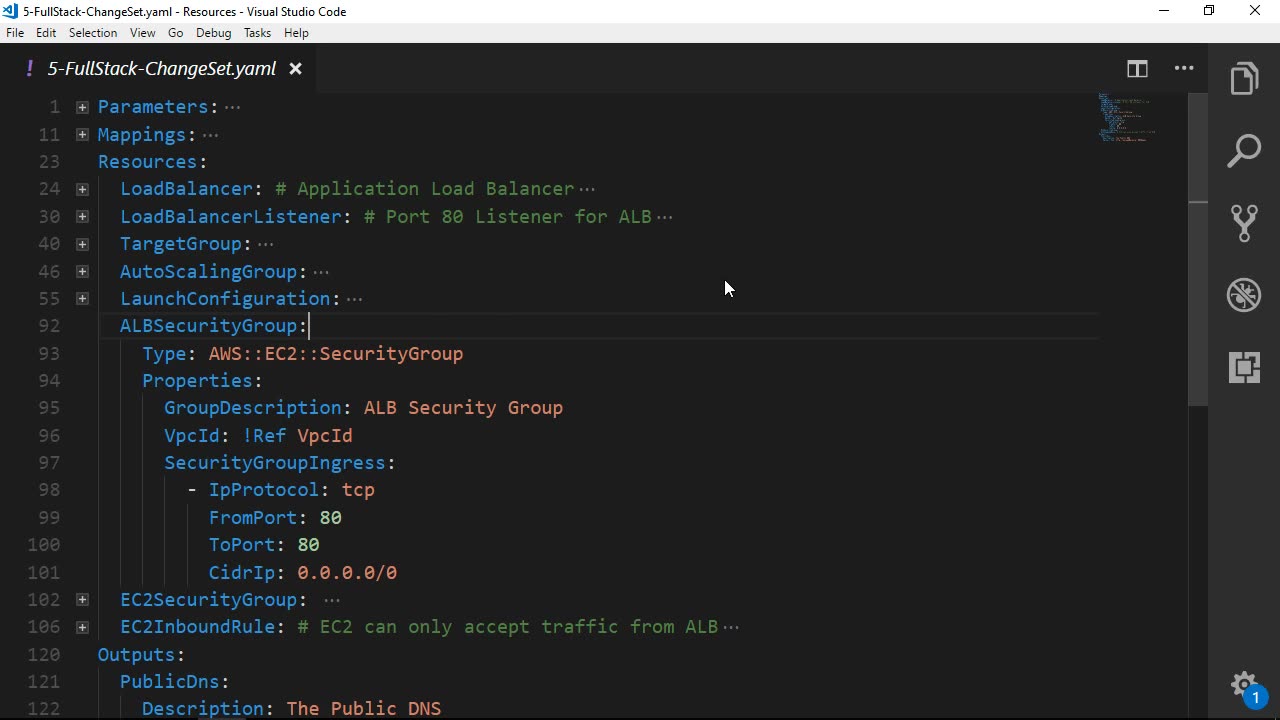 5-FullStack-ChangeSet.yaml - Resources - Visual Studio Code
File Edit Selection View Go Debug Tasks Help
! 5-FullStack-ChangeSet.yaml
1 Parameters: ...
11 Mappings: ...
23 Resources:
24 LoadBalancer: # Application Load Balancer ...
30 LoadBalancerListener: # Port 80 Listener for ALB ...
40 TargetGroup: ...
46 AutoScalingGroup: ...
55 LaunchConfiguration: ...
92 ALBSecurityGroup:
93 Type: AWS::EC2::SecurityGroup
94 Properties:
95 GroupDescription: ALB Security Group
96 VpcId: !Ref VpcId
97 SecurityGroupIngress:
98 - IpProtocol: tcp
99 FromPort: 80
100 ToPort: 80
101 CidrIp: 0.0.0.0/0
102 EC2SecurityGroup: ...
106 EC2InboundRule: # EC2 can only accept traffic from ALB ...
120 Outputs:
121 PublicDns:
122 Description: The Public DNS
1